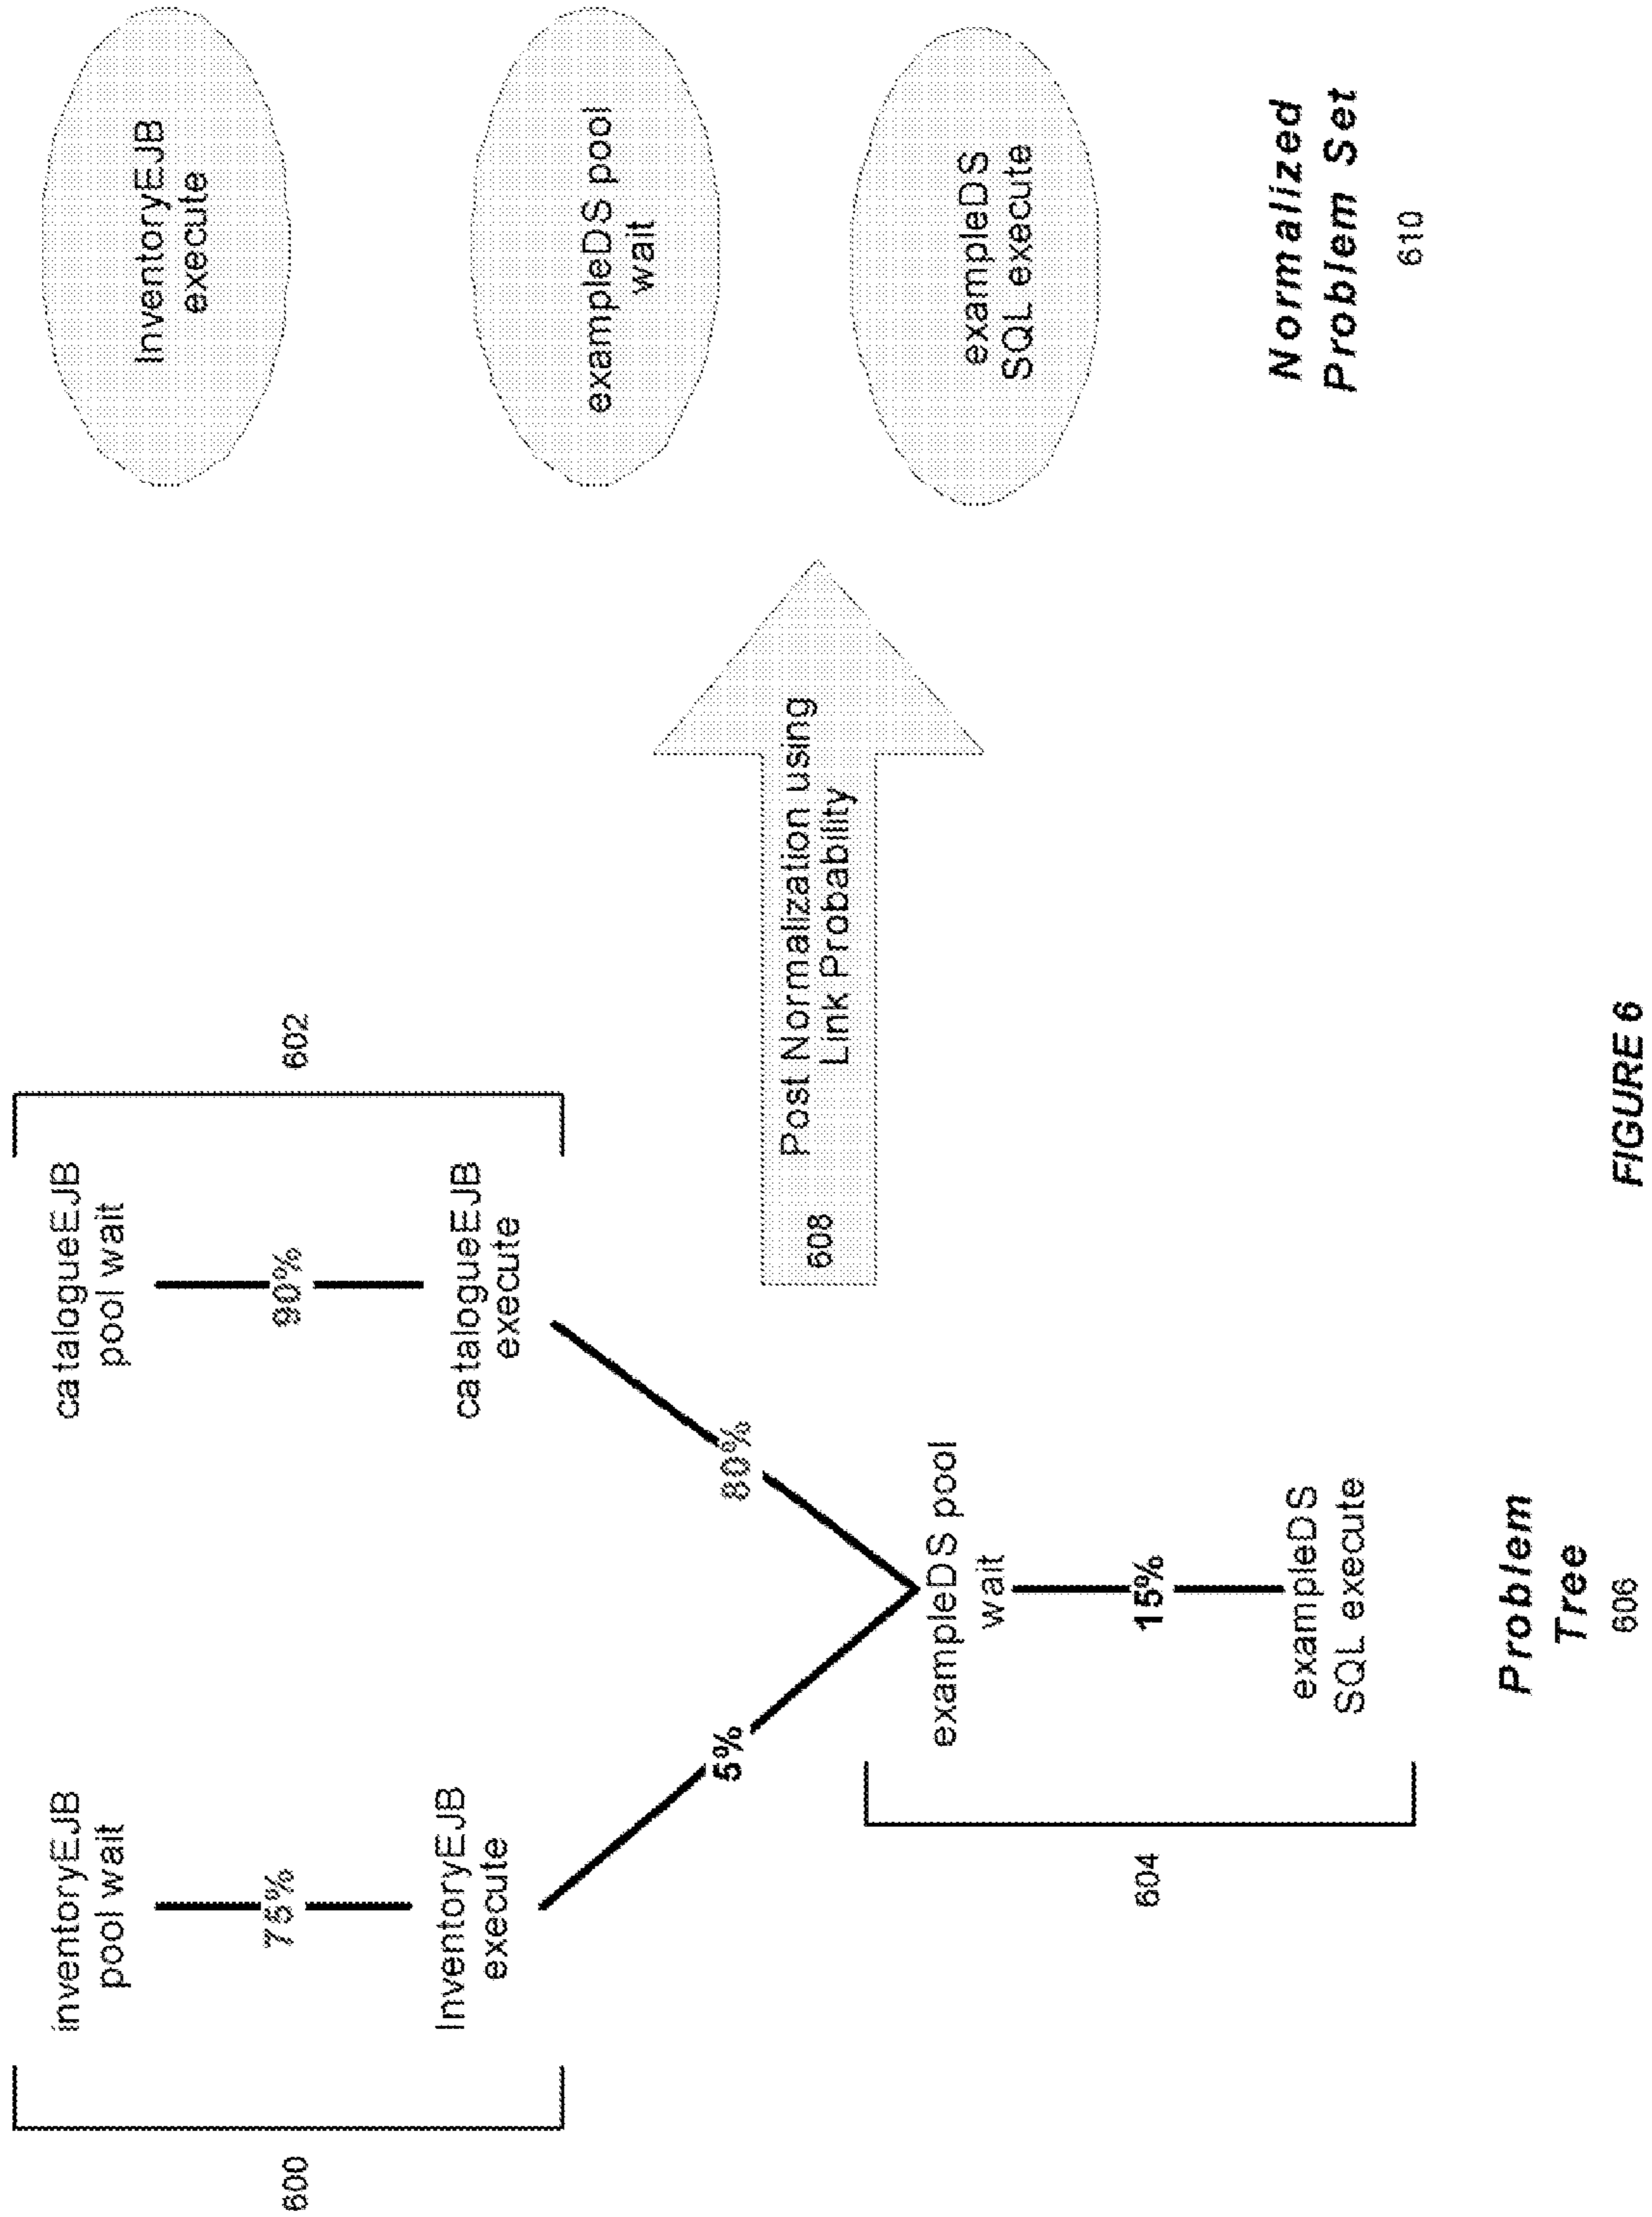 600
inventoryEJB
pool wait
75%
InventoryEJB
execute
5%
catalogueEJB
pool wait
90%
catalogueEJB
execute
602
80%
exampleDS pool
wait
15%
exampleDS
SQL execute
604
Problem
Tree
606
608
Post Normalization using
Link Probability
InventoryEJB
execute
exampleDS pool
wait
exampleDS
SQL execute
Normalized
Problem Set
610
FIGURE 6